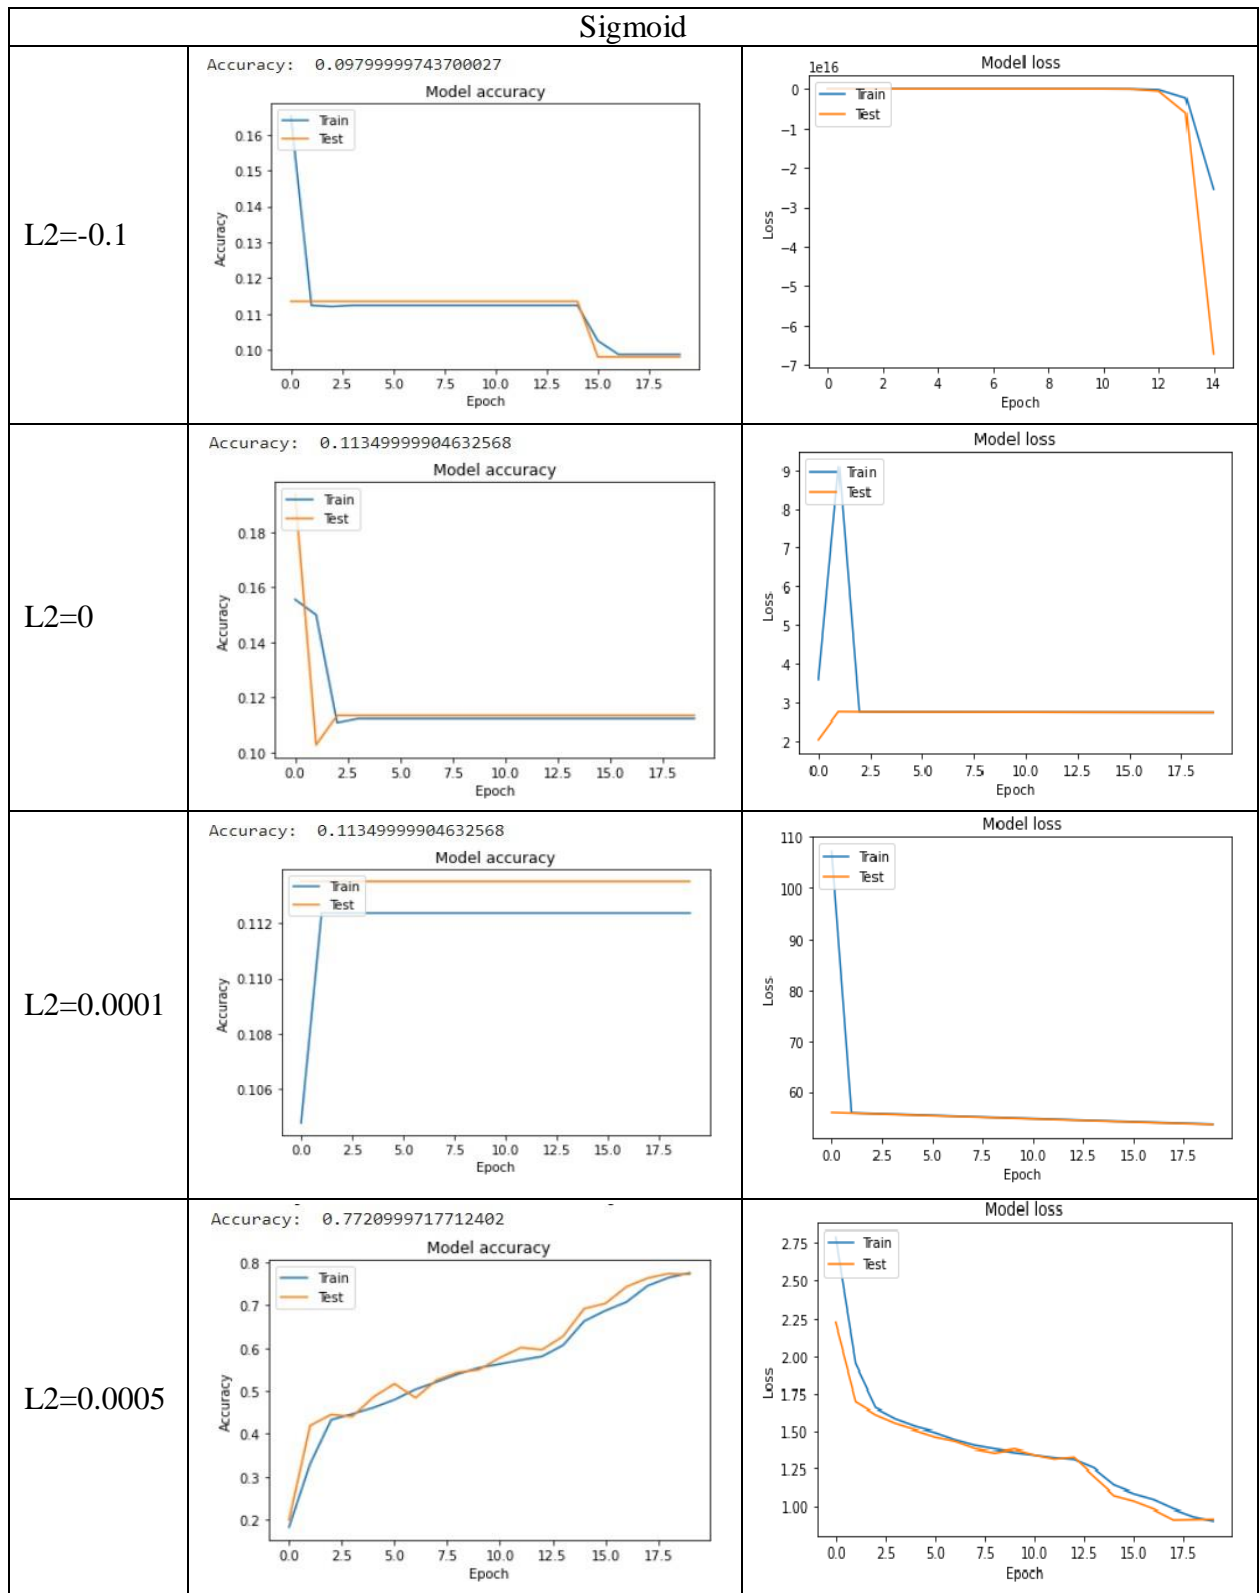 Sigmoid
L2=-0.1
Accuracy: 0.09799999743700027
Model accuracy
Train
Test
0.16
0.15
0.14
0.13
0.12
0.11
0.10
Accuracy
0.0 2.5 5.0 7.5 10.0 12.5 15.0 17.5
Epoch
Model loss
1e16
Train
Test
0
−1
−2
−3
−4
−5
−6
−7
Loss
0 2 4 6 8 10 12 14
Epoch
L2=0
Accuracy: 0.11349999904632568
Model accuracy
Train
Test
0.18
0.16
0.14
0.12
0.10
Accuracy
0.0 2.5 5.0 7.5 10.0 12.5 15.0 17.5
Epoch
Model loss
Train
Test
9
8
7
6
5
4
3
2
Loss
0.0 2.5 5.0 7.5 10.0 12.5 15.0 17.5
Epoch
L2=0.0001
Accuracy: 0.11349999904632568
Model accuracy
Train
Test
0.112
0.110
0.108
0.106
Accuracy
0.0 2.5 5.0 7.5 10.0 12.5 15.0 17.5
Epoch
Model loss
Train
Test
110
100
90
80
70
60
Loss
0.0 2.5 5.0 7.5 10.0 12.5 15.0 17.5
Epoch
L2=0.0005
Accuracy: 0.7720999717712402
Model accuracy
Train
Test
0.8
0.7
0.6
0.5
0.4
0.3
0.2
Accuracy
0.0 2.5 5.0 7.5 10.0 12.5 15.0 17.5
Epoch
Model loss
Train
Test
2.75
2.50
2.25
2.00
1.75
1.50
1.25
1.00
Loss
0.0 2.5 5.0 7.5 10.0 12.5 15.0 17.5
Epoch